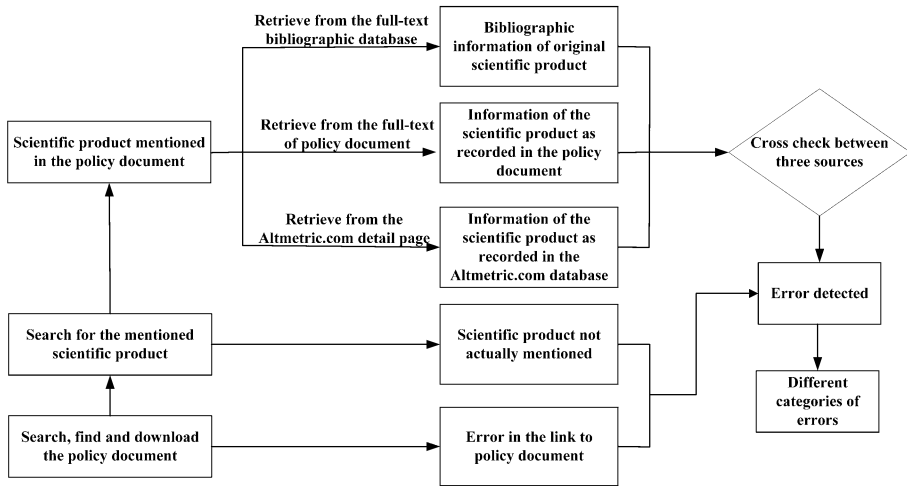 Retrieve from the full-text
bibliographic database
Bibliographic
information of original
scientific product
Scientific product mentioned
in the policy document
Retrieve from the full-text
of policy document
Information of the
scientific product as
recorded in the policy
document
Cross check between
three sources
Retrieve from the
Altmetric.com detail page
Information of the
scientific product as
recorded in the
Altmetric.com database
Error detected
Search for the mentioned
scientific product
Scientific product not
actually mentioned
Different
categories of
errors
Search, find and download
the policy document
Error in the link to
policy document